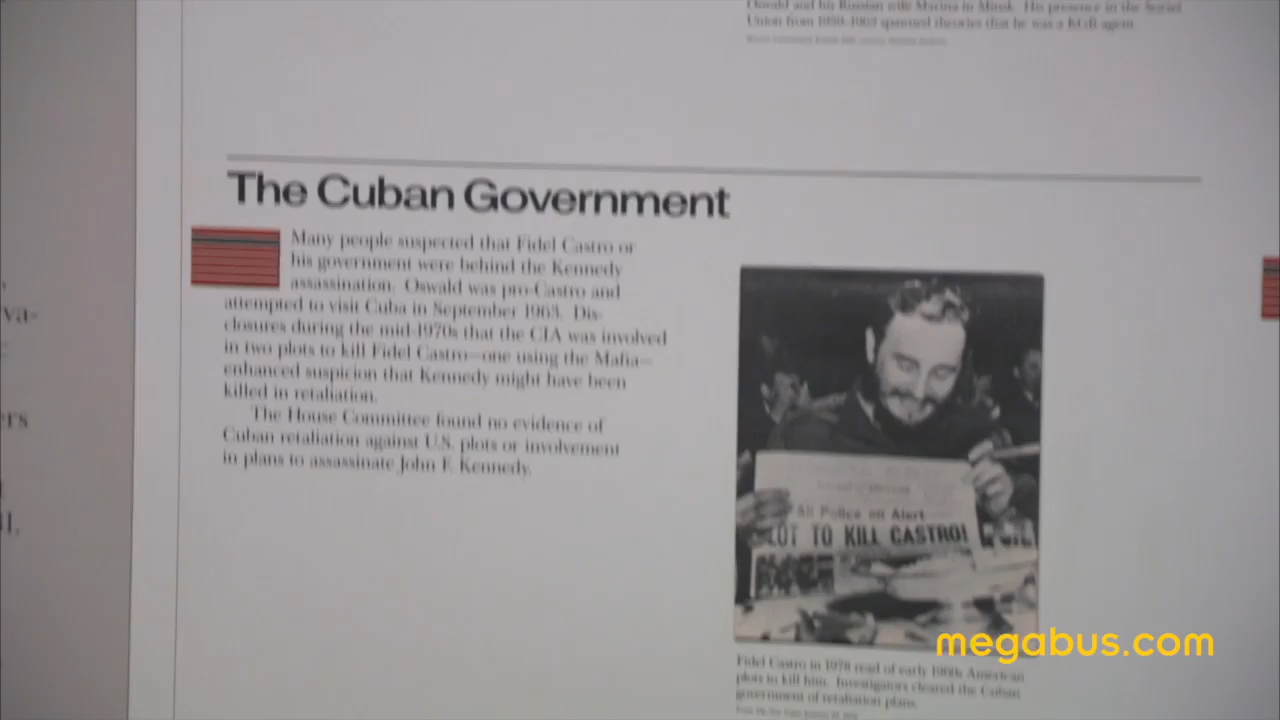 Oswald and his Russian wife Marina in Minsk. His presence in the Soviet
Union from 1959-1962 spawned theories that he was a KGB agent.
The Cuban Government
Many people suspected that Fidel Castro or
his government were behind the Kennedy
assassination. Oswald was pro-Castro and
attempted to visit Cuba in September 1963. Dis-
closures during the mid-1970s that the CIA was involved
in two plots to kill Fidel Castro—one using the Mafia—
enhanced suspicion that Kennedy might have been
killed in retaliation.
The House Committee found no evidence of
Cuban retaliation against U.S. plots or involvement
in plans to assassinate John F. Kennedy.
va-
ers
l.
All Police on Alert
LOT TO KILL CASTRO!
megabus.com
Fidel Castro in 1978 read of early 1960s American
plots to kill him. Investigators cleared the Cuban
government of retaliation plans.